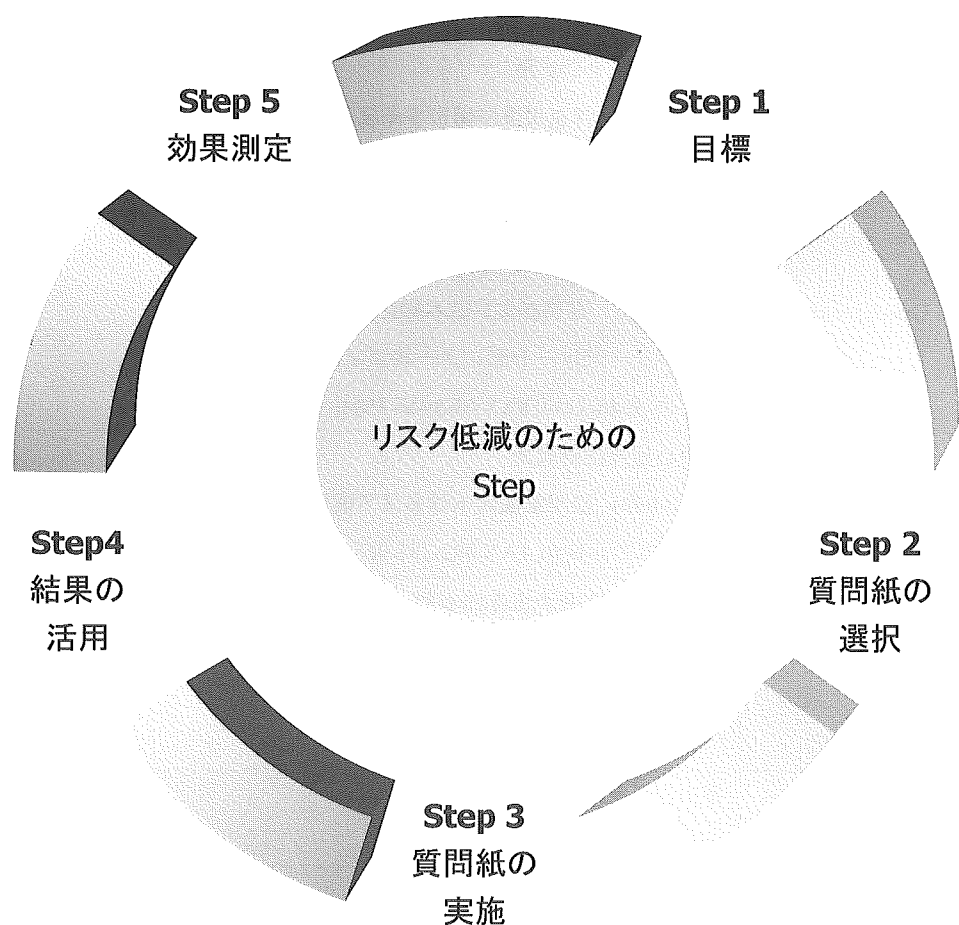 Step 5
効果測定
Step 1
目標
リスク低減のための
Step
Step4
結果の
活用
Step 2
質問紙の
選択
Step 3
質問紙の
実施